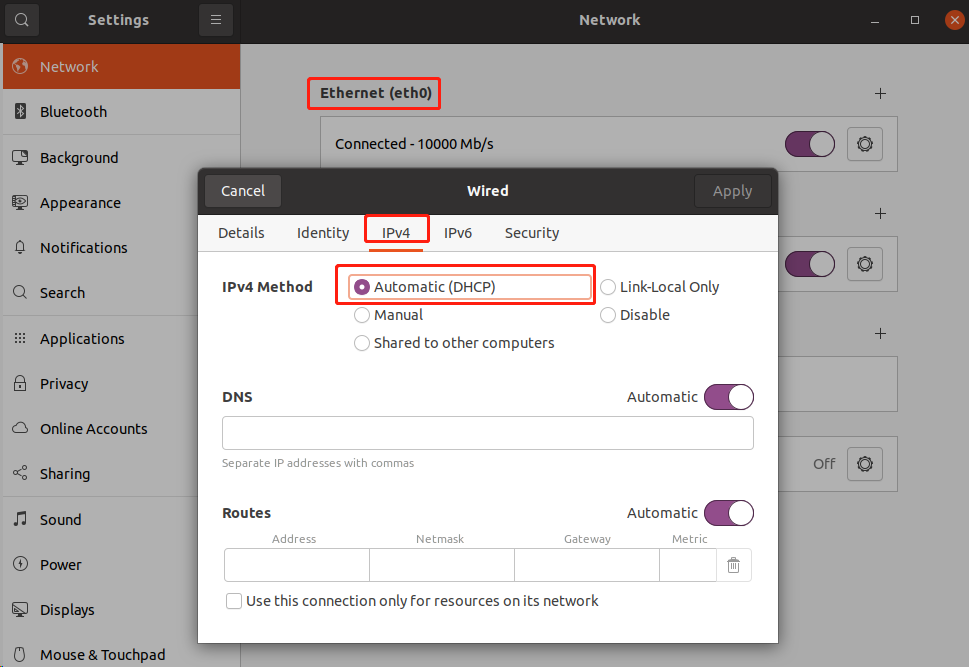 Settings
Network
Network
Bluetooth
Background
Appearance
Notifications
Search
Applications
Privacy
Online Accounts
Sharing
Sound
Power
Displays
Mouse & Touchpad
Ethernet (eth0)
Connected - 10000 Mb/s
Off
Cancel
Wired
Apply
Details
Identity
IPv4
IPv6
Security
IPv4 Method
Automatic (DHCP)
Link-Local Only
Manual
Disable
Shared to other computers
DNS
Automatic
Separate IP addresses with commas
Routes
Automatic
Address
Netmask
Gateway
Metric
Use this connection only for resources on its network